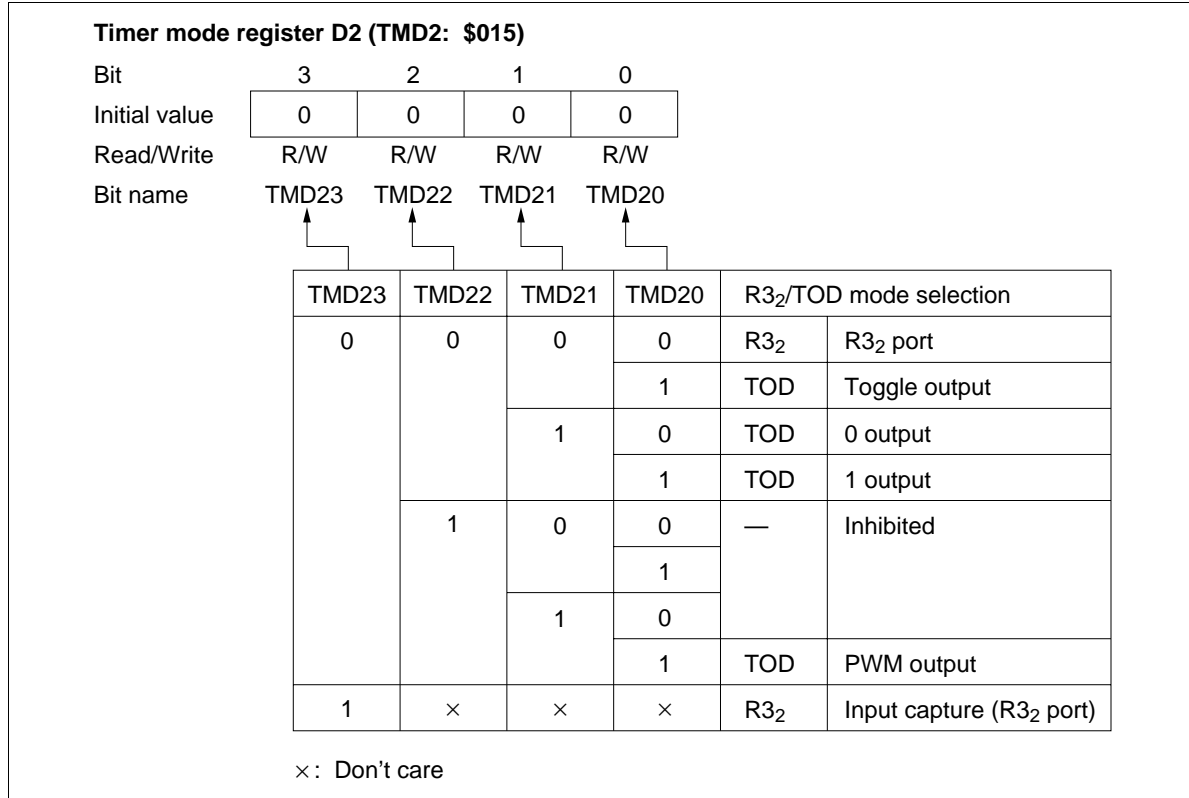 Timer mode register D2 (TMD2: $015)
Bit 3 2 1 0
Initial value 0 0 0 0
Read/Write R/W R/W R/W R/W
Bit name TMD23 TMD22 TMD21 TMD20
TMD23 TMD22 TMD21 TMD20 R3₂/TOD mode selection
0 0 0 0 R3₂ R3₂ port
1 TOD Toggle output
1 0 TOD 0 output
1 TOD 1 output
1 0 0 — Inhibited
1
1 0
1 TOD PWM output
1 × × × R3₂ Input capture (R3₂ port)
×: Don't care